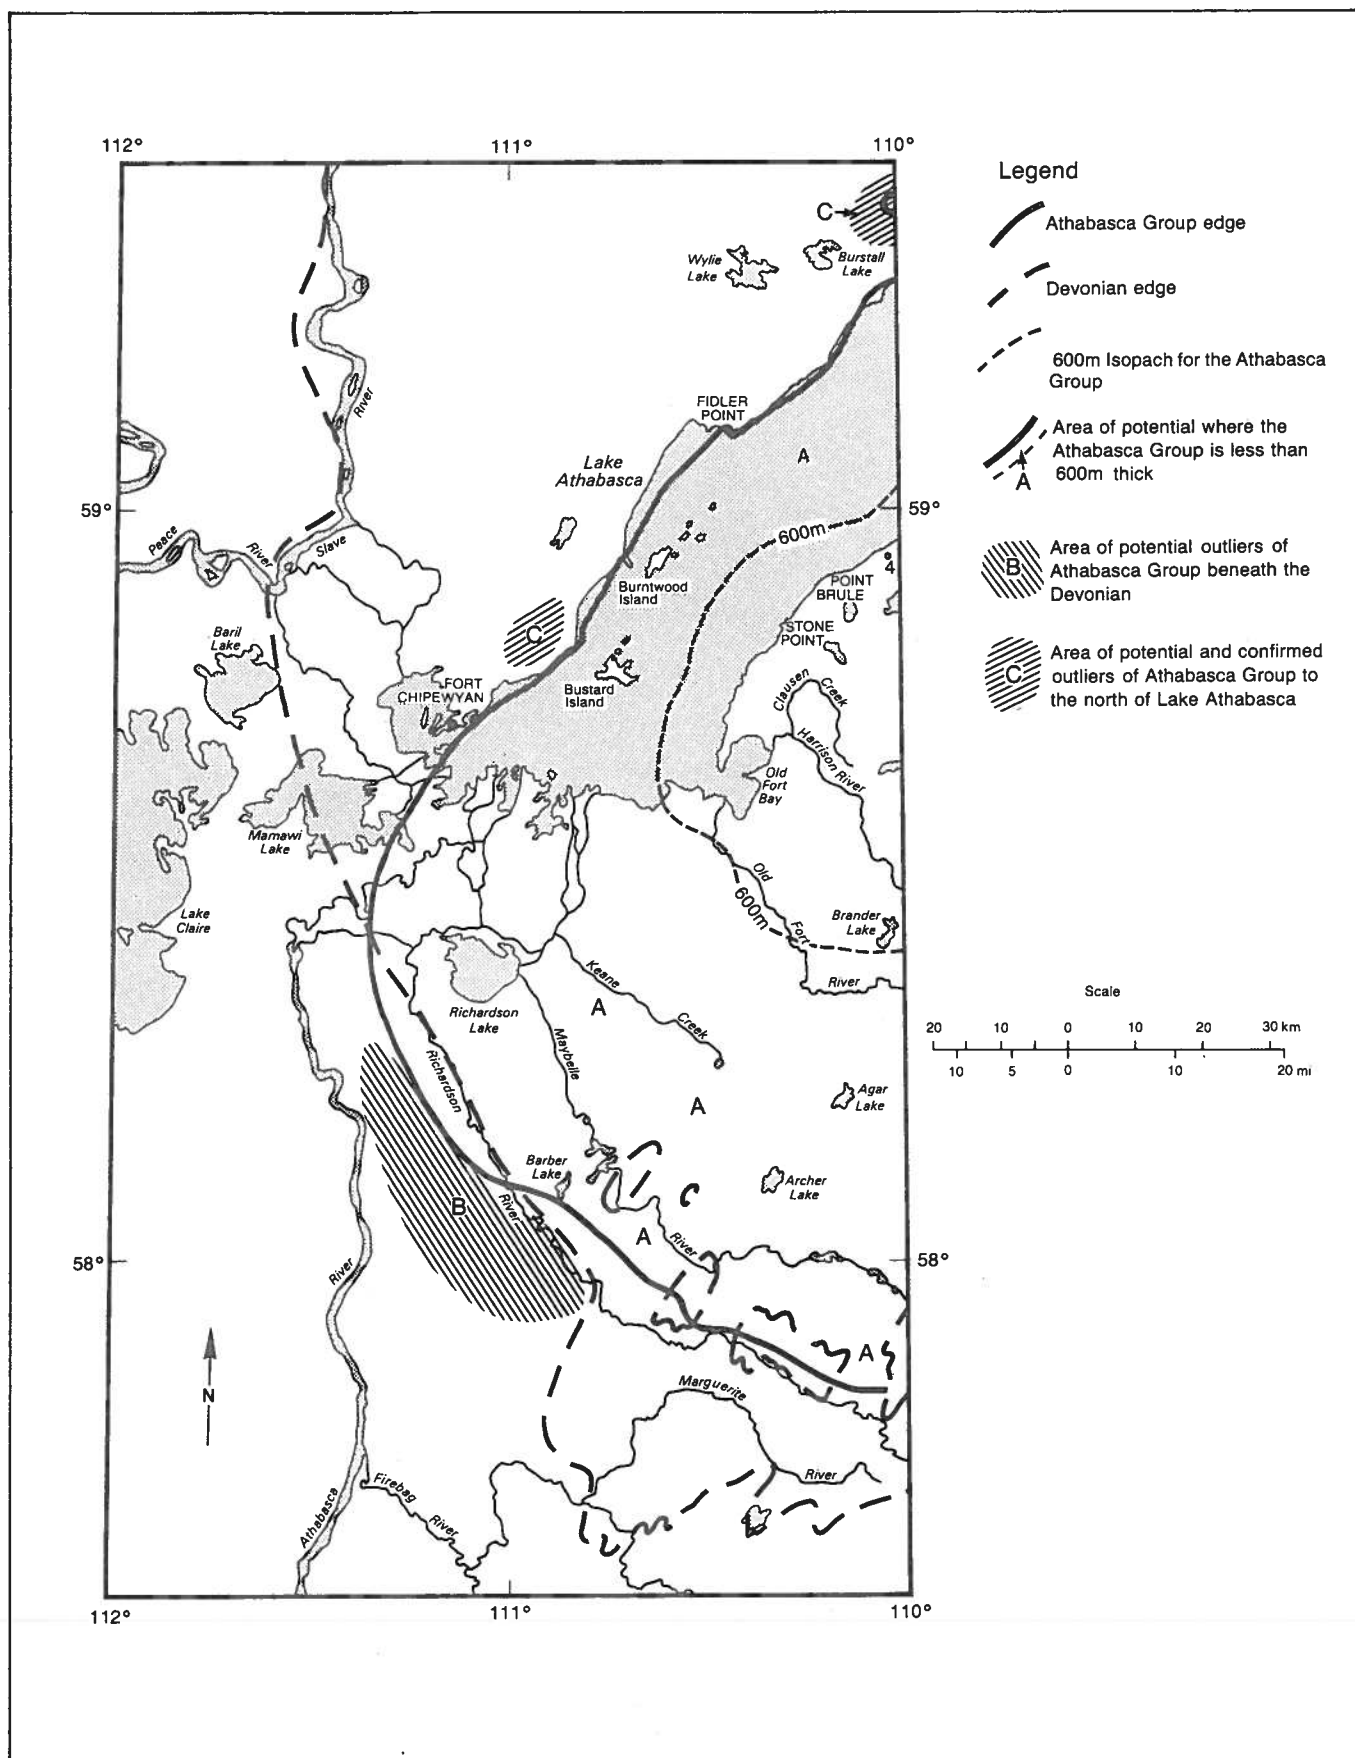 112°
111°
110°
Legend
Athabasca Group edge
Devonian edge
600m Isopach for the Athabasca
Group
Area of potential where the
Athabasca Group is less than
600m thick
A
B
Area of potential outliers of
Athabasca Group beneath the
Devonian
C
Area of potential and confirmed
outliers of Athabasca Group to
the north of Lake Athabasca
C
Wylie
Lake
Burstall
Lake
River
FIDLER
POINT
Lake
Athabasca
A
59°
59°
Peace
River
Slave
600m
4
POINT
BRULE
Burntwood
Island
STONE
POINT
C
Baril
Lake
Bustard
Island
FORT
CHIPEWYAN
Clausen
Creek
Harrison River
Old
Fort
Bay
Mamawi
Lake
Old
Fort
River
600m
Lake
Claire
Brander
Lake
Keane
Creek
A
Richardson
Lake
Maybelle
River
Richardson
River
Scale
20 10 0 10 20 30 km
10 5 0 10 20 mi
A
Agar
Lake
Barber
Lake
Archer
Lake
B
A
58°
58°
River
A
N
Marguerite
River
Firebag
River
Athabasca
112°
111°
110°